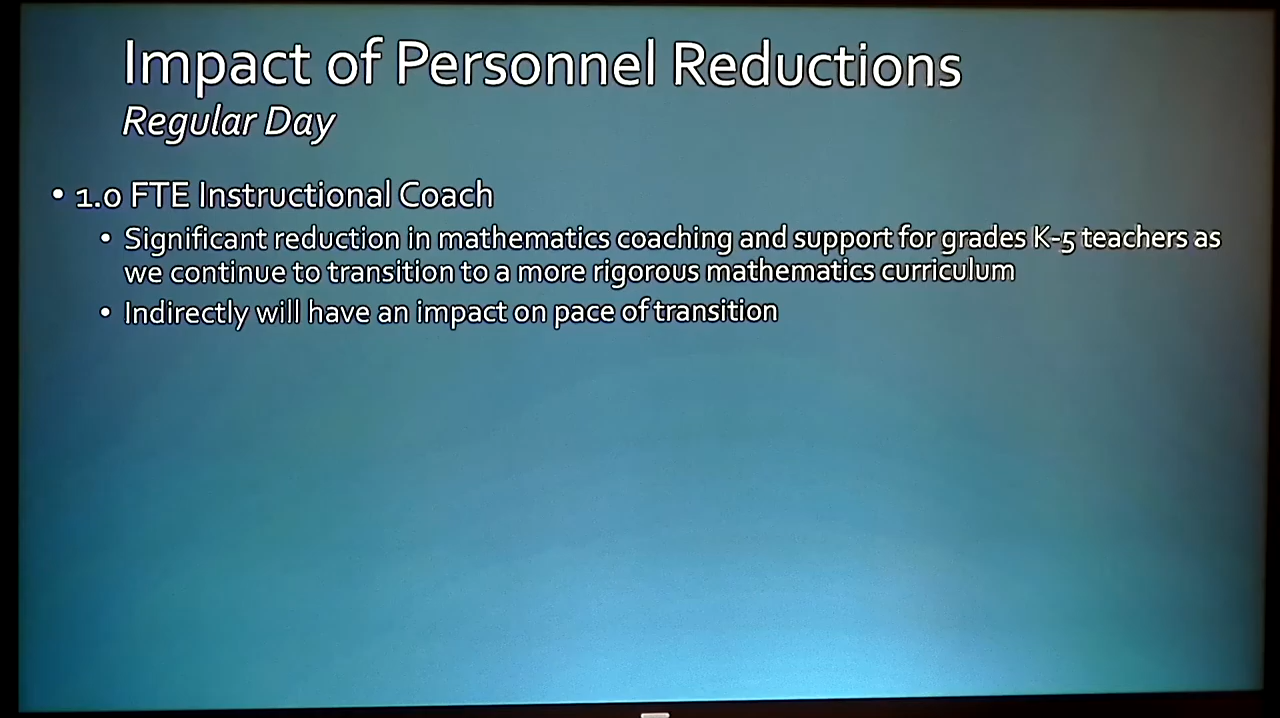 Impact of Personnel Reductions
Regular Day
• 1.0 FTE Instructional Coach
• Significant reduction in mathematics coaching and support for grades K-5 teachers as
we continue to transition to a more rigorous mathematics curriculum
• Indirectly will have an impact on pace of transition